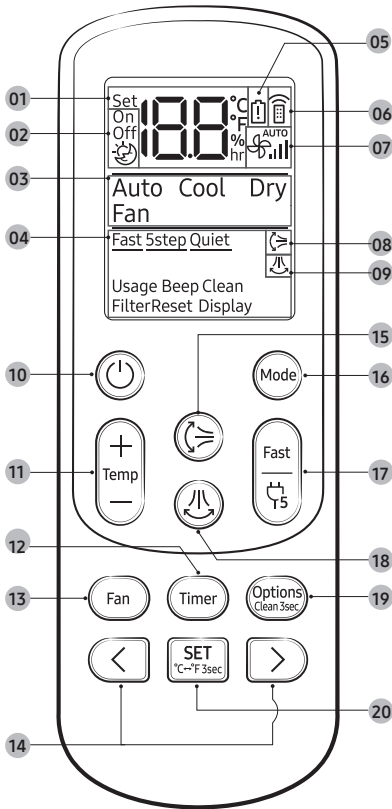 05
01
Set
°C
06
02
On
Off
18.8
°F
%
hr
AUTO
07
03
Auto Cool Dry
Fan
04
Fast 5step Quiet
08
09
Usage Beep Clean
FilterReset Display
15
10
Mode
16
11
+
Temp
−
Fast
5
17
12
18
13
Fan
Timer
Options
Clean 3sec
19
<
SET
°C↔°F 3sec
>
14
20